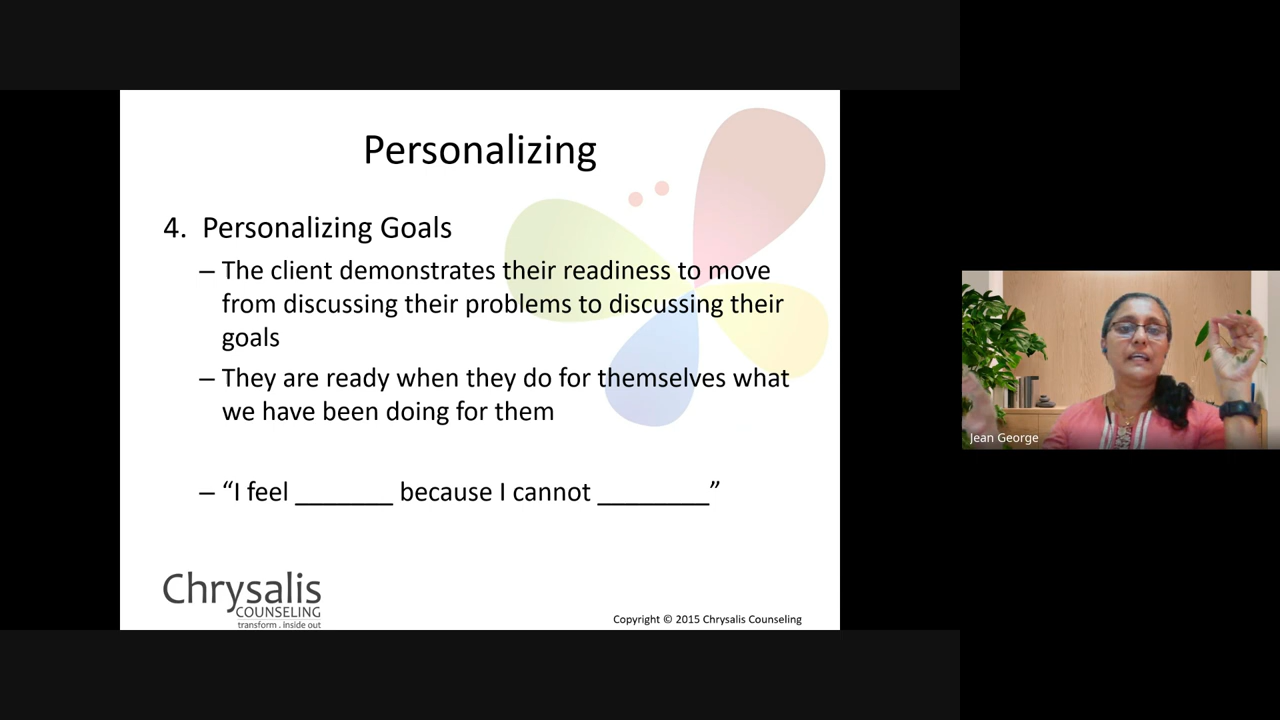 Personalizing
4. Personalizing Goals
– The client demonstrates their readiness to move
from discussing their problems to discussing their
goals
– They are ready when they do for themselves what
we have been doing for them
– “I feel _______ because I cannot ________”
Chrysalis
COUNSELING
transform . inside out
Copyright © 2015 Chrysalis Counseling
Jean George